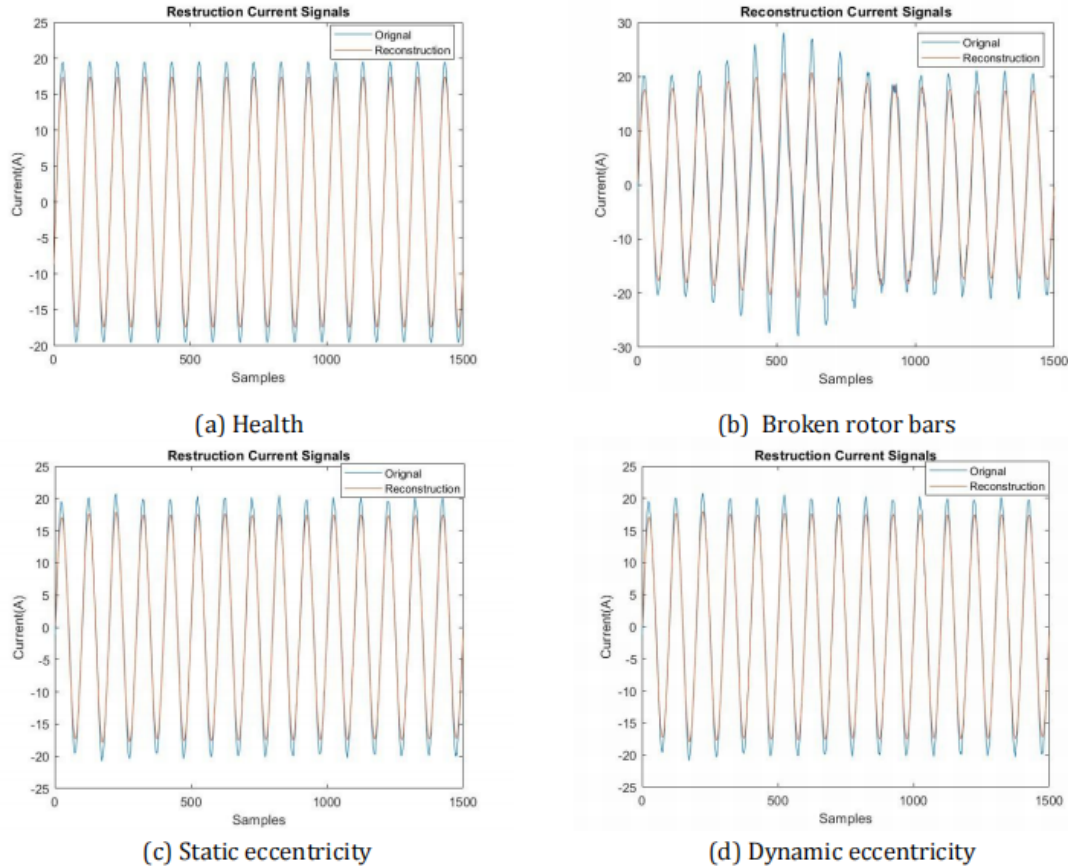 Restruction Current Signals
25
20
15
10
5
0
-5
-10
-15
-20
Current(A)
Orignal
Reconstruction
0
500
1000
1500
Samples
(a) Health
Reconstruction Current Signals
30
20
10
0
-10
-20
-30
Current(A)
Orignal
Reconstruction
0
500
1000
1500
Samples
(b) Broken rotor bars
Restruction Current Signals
25
20
15
10
5
0
-5
-10
-15
-20
-25
Current(A)
Orignal
Reconstruction
0
500
1000
1500
Samples
(c) Static eccentricity
Restruction Current Signals
25
20
15
10
5
0
-5
-10
-15
-20
-25
Current(A)
Orignal
Reconstruction
0
500
1000
1500
Samples
(d) Dynamic eccentricity